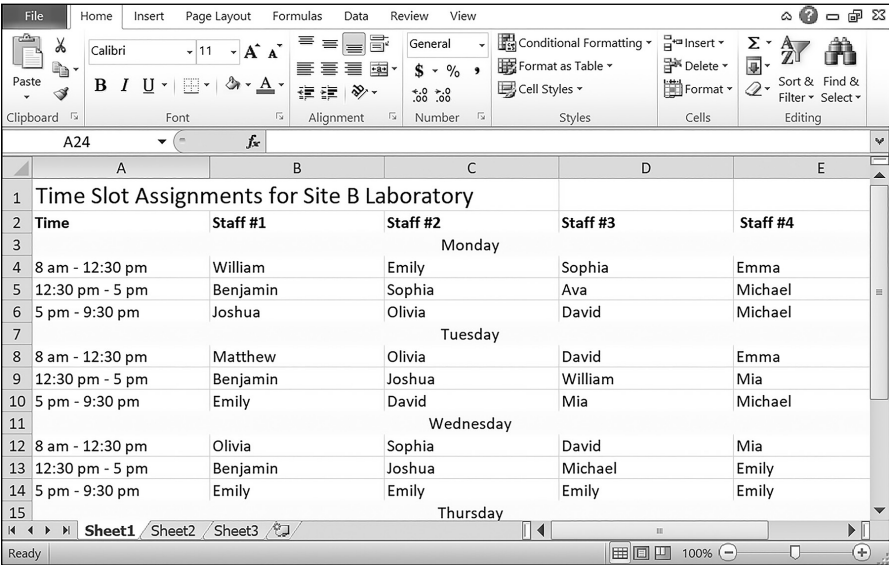 File Home Insert Page Layout Formulas Data Review View
Calibri 11 General Conditional Formatting Insert Σ
Paste B I U $ % , Format as Table Delete Sort & Find &
.00 .00 Cell Styles Format Filter Select
Clipboard Font Alignment Number Styles Cells Editing
A24 fx
A B C D E
1 Time Slot Assignments for Site B Laboratory
2 Time Staff #1 Staff #2 Staff #3 Staff #4
3 Monday
4 8 am - 12:30 pm William Emily Sophia Emma
5 12:30 pm - 5 pm Benjamin Sophia Ava Michael
6 5 pm - 9:30 pm Joshua Olivia David Michael
7 Tuesday
8 8 am - 12:30 pm Matthew Olivia David Emma
9 12:30 pm - 5 pm Benjamin Joshua William Mia
10 5 pm - 9:30 pm Emily David Mia Michael
11 Wednesday
12 8 am - 12:30 pm Olivia Sophia David Mia
13 12:30 pm - 5 pm Benjamin Joshua Michael Emily
14 5 pm - 9:30 pm Emily Emily Emily Emily
15 Thursday
Sheet1 Sheet2 Sheet3
Ready 100%